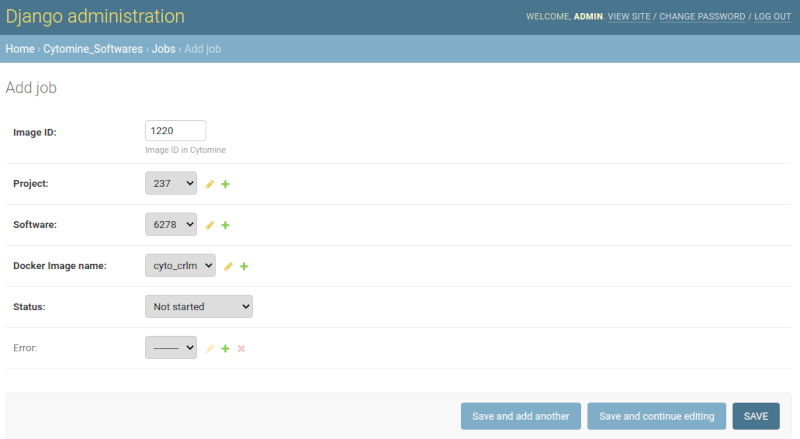 Django administration
WELCOME, ADMIN. VIEW SITE / CHANGE PASSWORD / LOG OUT
Home › Cytomine_Softwares › Jobs › Add job
Add job
Image ID: 1220
Image ID in Cytomine
Project: 237
Software: 6278
Docker Image name: cyto_crlm
Status: Not started
Error: ---------
Save and add another Save and continue editing SAVE